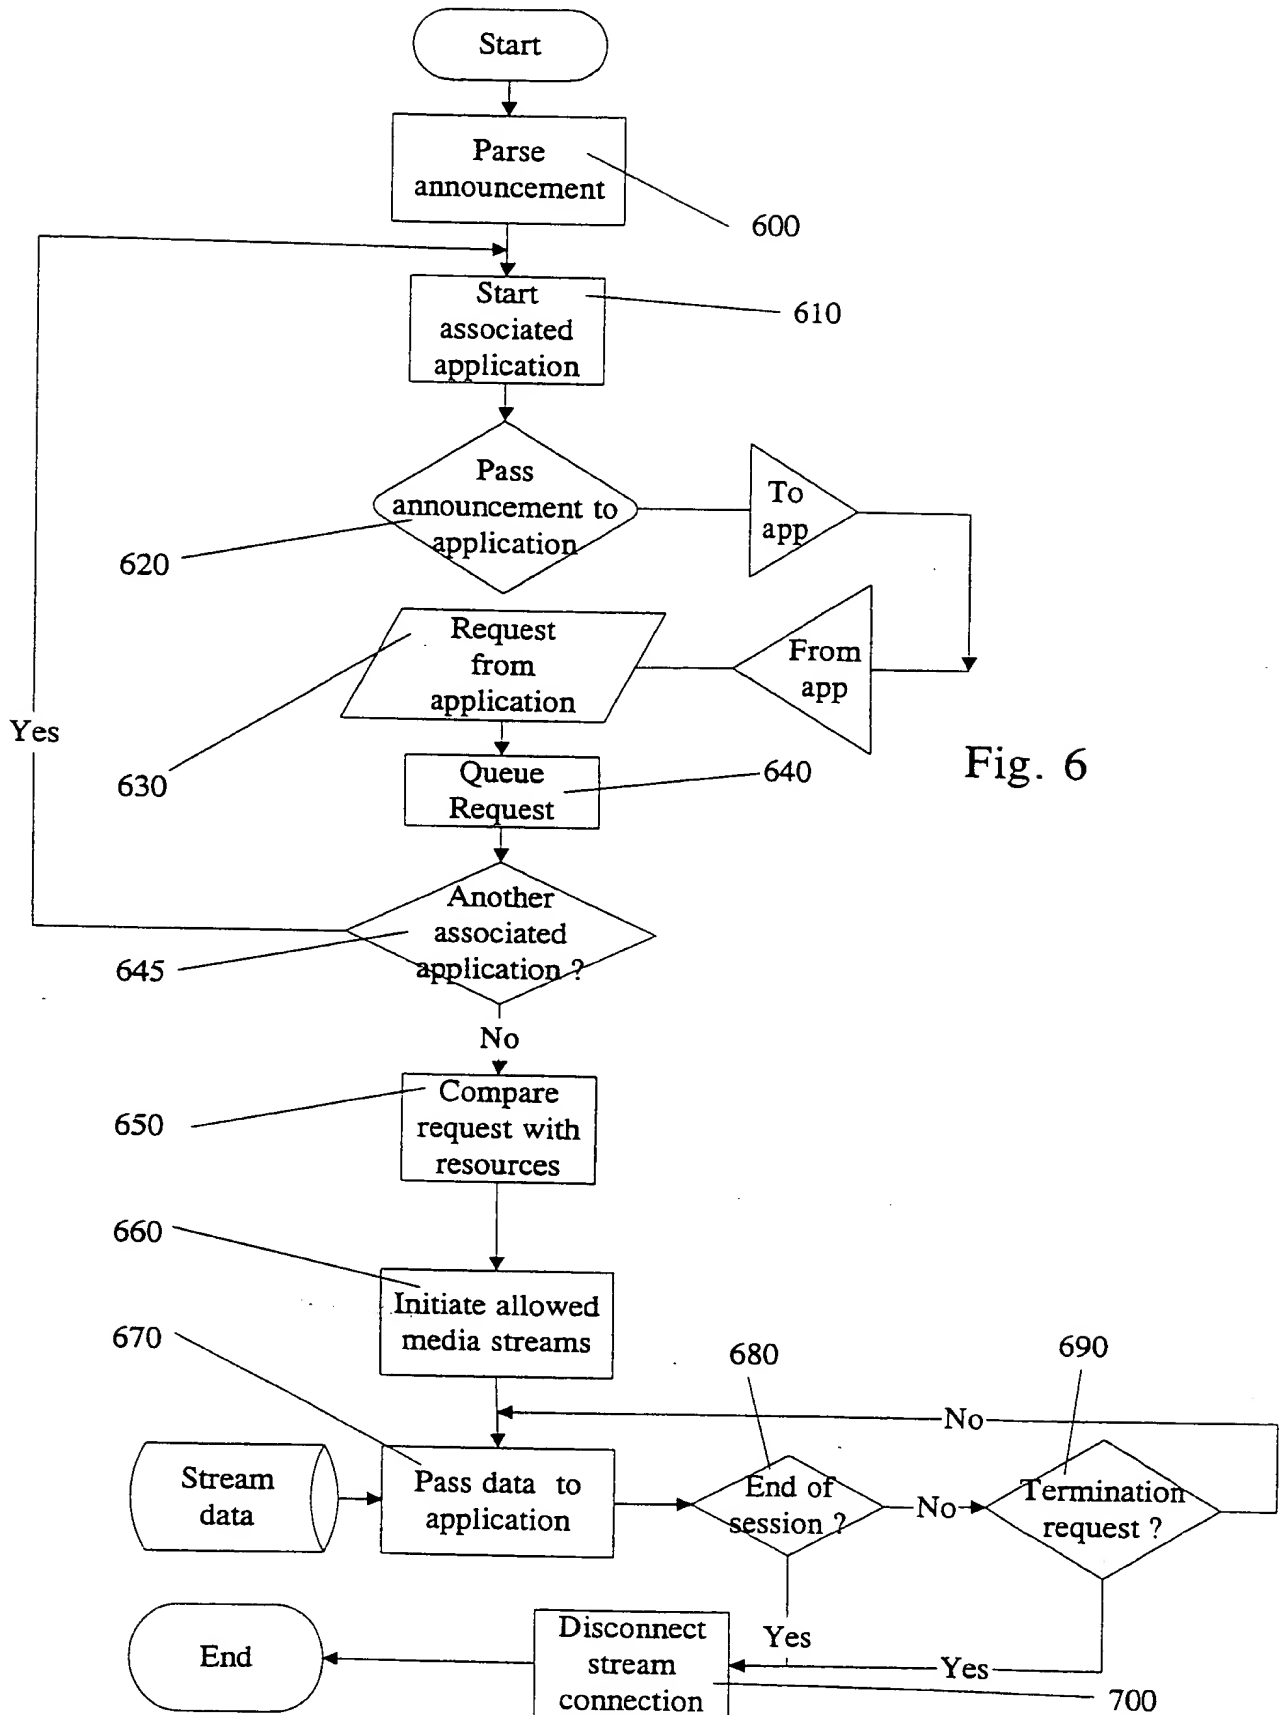 Start
Parse
announcement
600
Start
associated
application
610
Pass
announcement to
application
620
To
app
From
app
Request
from
application
630
Yes
Queue
Request
640
Fig. 6
Another
associated
application ?
645
No
Compare
request with
resources
650
660
Initiate allowed
media streams
670
680
690
No
Stream
data
Pass data to
application
End of
session ?
No
Termination
request ?
Yes
Yes
Disconnect
stream
connection
End
700